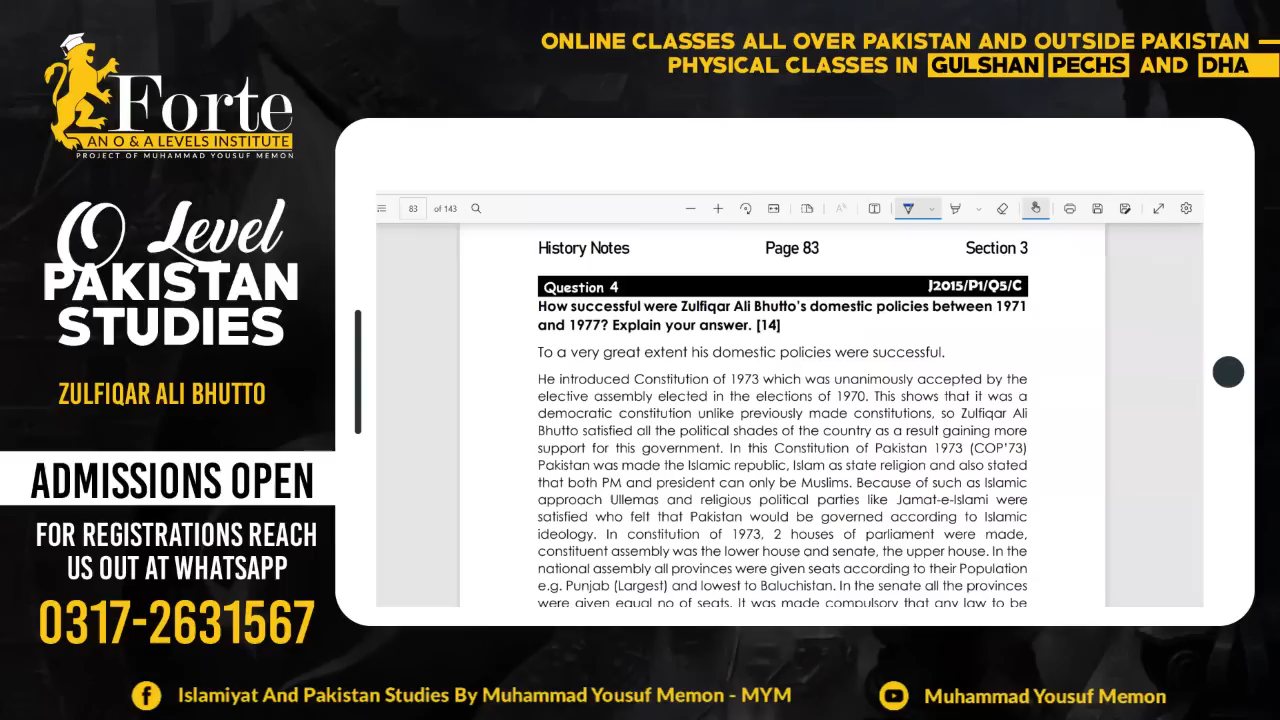 ONLINE CLASSES ALL OVER PAKISTAN AND OUTSIDE PAKISTAN
PHYSICAL CLASSES IN GULSHAN PECHS AND DHA
Forte
AN O & A LEVELS INSTITUTE
PROJECT OF MUHAMMAD YOUSUF MEMON
O Level
PAKISTAN
STUDIES
ZULFIQAR ALI BHUTTO
ADMISSIONS OPEN
FOR REGISTRATIONS REACH
US OUT AT WHATSAPP
0317-2631567
83 of 143
History Notes Page 83 Section 3
Question 4 J2015/P1/Q5/C
How successful were Zulfiqar Ali Bhutto's domestic policies between 1971
and 1977? Explain your answer. [14]
To a very great extent his domestic policies were successful.
He introduced Constitution of 1973 which was unanimously accepted by the
elective assembly elected in the elections of 1970. This shows that it was a
democratic constitution unlike previously made constitutions, so Zulfiqar Ali
Bhutto satisfied all the political shades of the country as a result gaining more
support for this government. In this Constitution of Pakistan 1973 (COP'73)
Pakistan was made the Islamic republic, Islam as state religion and also stated
that both PM and president can only be Muslims. Because of such as Islamic
approach Ullemas and religious political parties like Jamat-e-Islami were
satisfied who felt that Pakistan would be governed according to Islamic
ideology. In constitution of 1973, 2 houses of parliament were made,
constituent assembly was the lower house and senate, the upper house. In the
national assembly all provinces were given seats according to their Population
e.g. Punjab (Largest) and lowest to Baluchistan. In the senate all the provinces
were given equal no of seats. It was made compulsory that any law to be
Islamiyat And Pakistan Studies By Muhammad Yousuf Memon - MYM
Muhammad Yousuf Memon